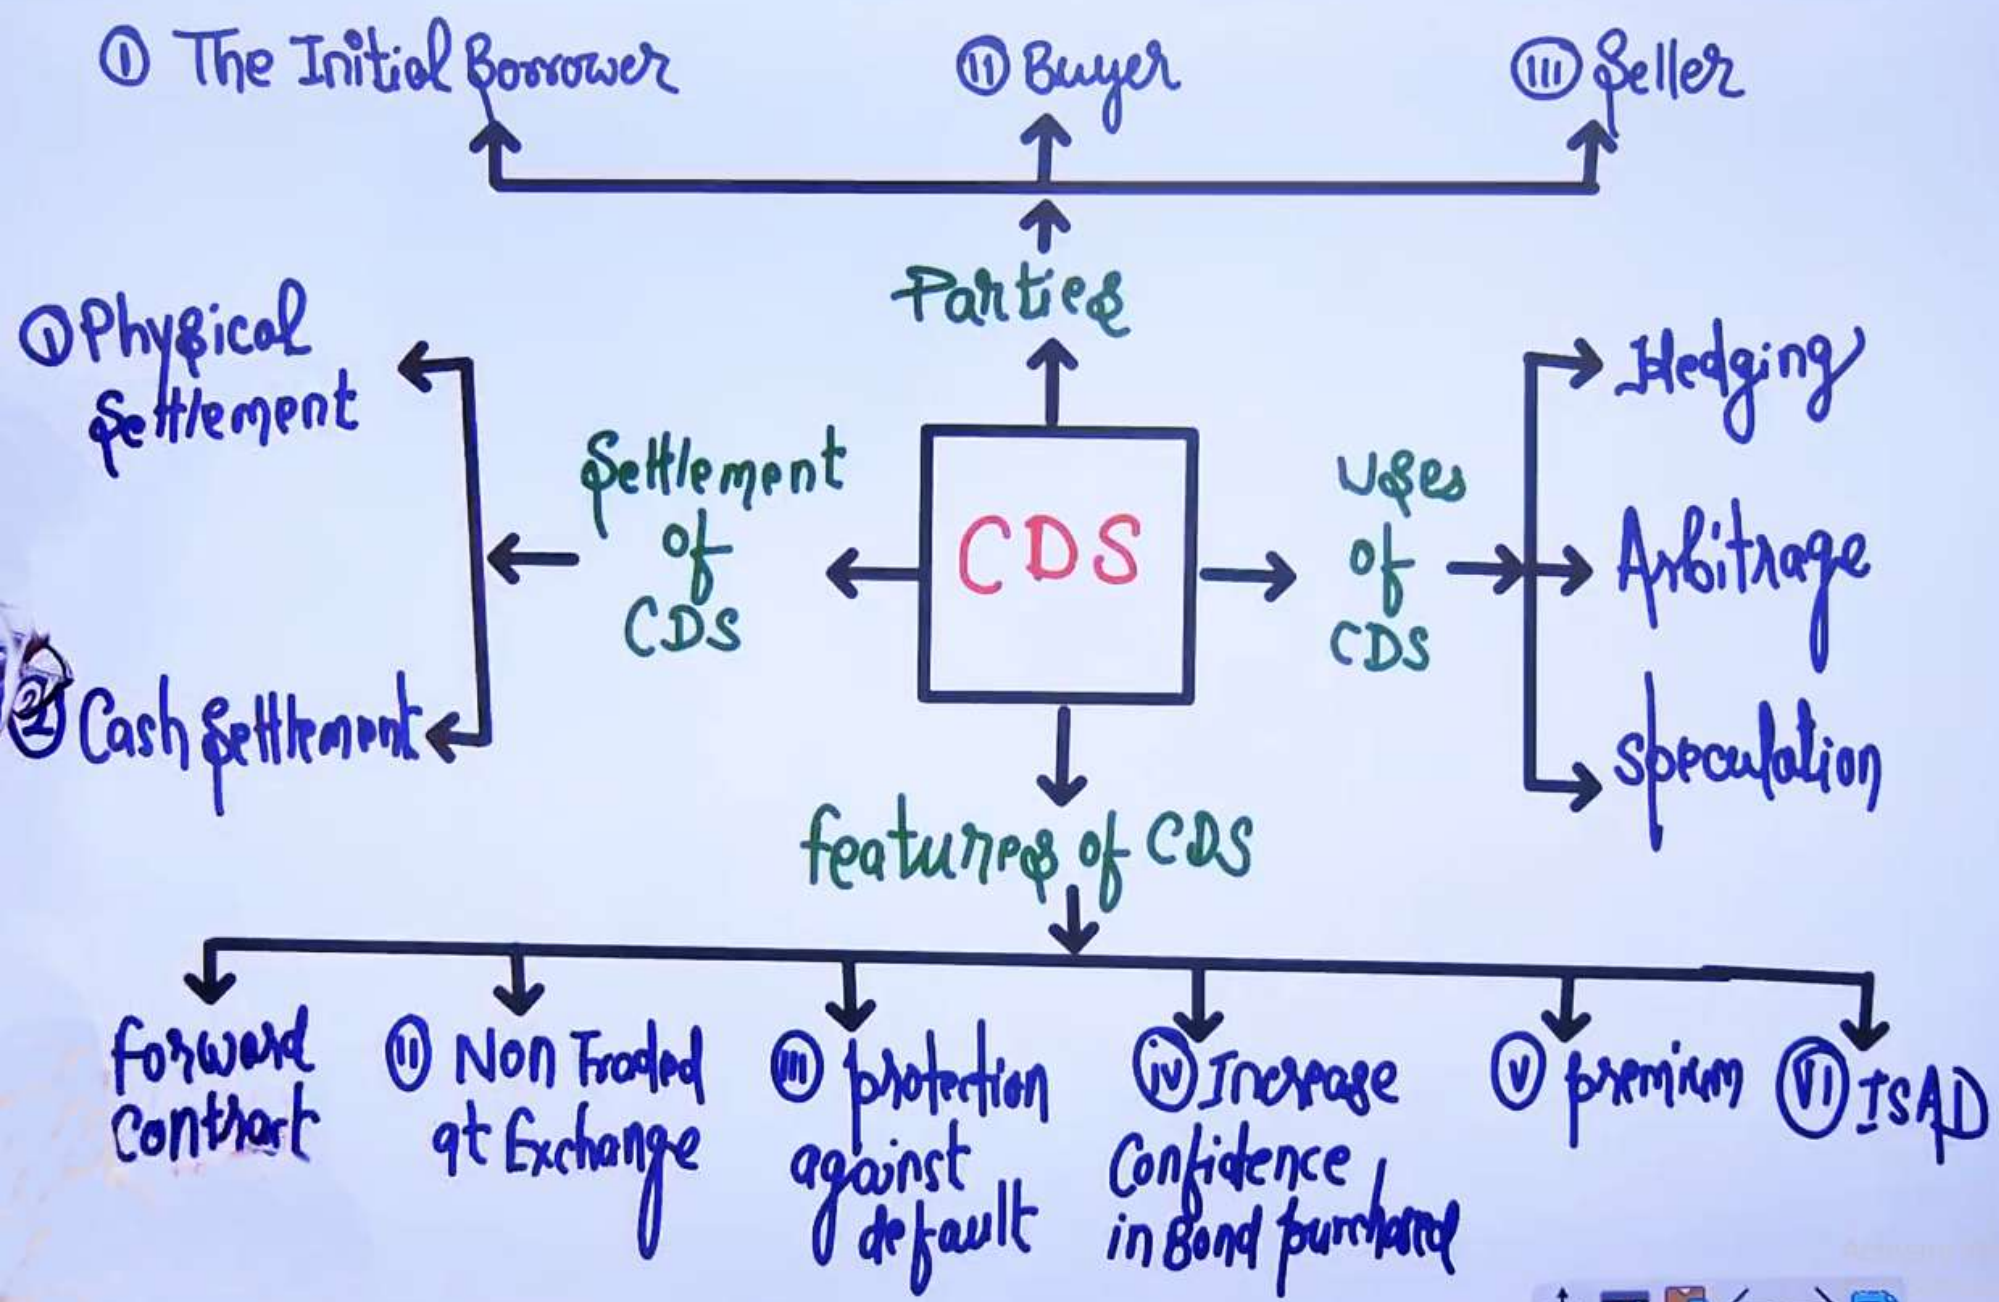 ① The Initial Borrower
⑪ Buyer
(III) Seller
Parties
① Physical
Settlement
② Cash Settlement
Settlement
of
CDS
CDS
Uses
of
CDS
Hedging
Arbitrage
Speculation
features of CDS
forward
contract
(II) Non Traded
at Exchange
(III) protection
against
default
(iv) Increase
Confidence
in Bond purchased
(V) premium
(VI) ISAD